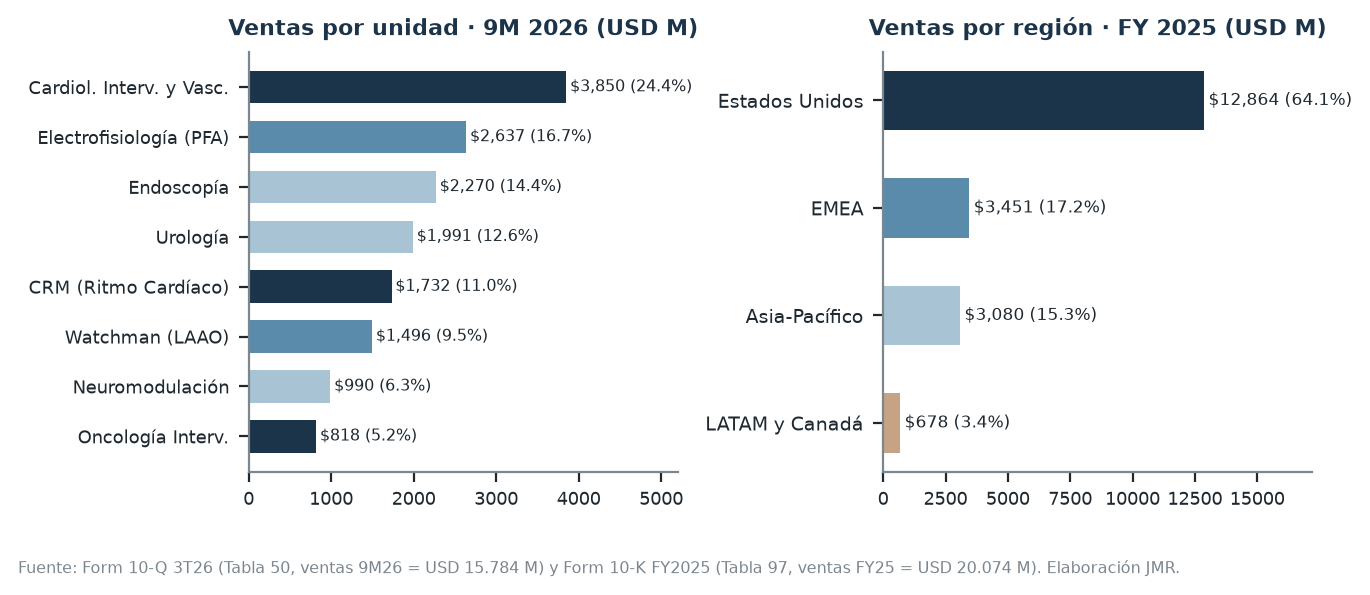 Ventas por unidad · 9M 2026 (USD M)
Cardiol. Interv. y Vasc. $3,850 (24.4%)
Electrofisiología (PFA) $2,637 (16.7%)
Endoscopía $2,270 (14.4%)
Urología $1,991 (12.6%)
CRM (Ritmo Cardíaco) $1,732 (11.0%)
Watchman (LAAO) $1,496 (9.5%)
Neuromodulación $990 (6.3%)
Oncología Interv. $818 (5.2%)
0 1000 2000 3000 4000 5000
Ventas por región · FY 2025 (USD M)
Estados Unidos $12,864 (64.1%)
EMEA $3,451 (17.2%)
Asia-Pacífico $3,080 (15.3%)
LATAM y Canadá $678 (3.4%)
0 2500 5000 7500 10000 12500 15000
Fuente: Form 10-Q 3T26 (Tabla 50, ventas 9M26 = USD 15.784 M) y Form 10-K FY2025 (Tabla 97, ventas FY25 = USD 20.074 M). Elaboración JMR.